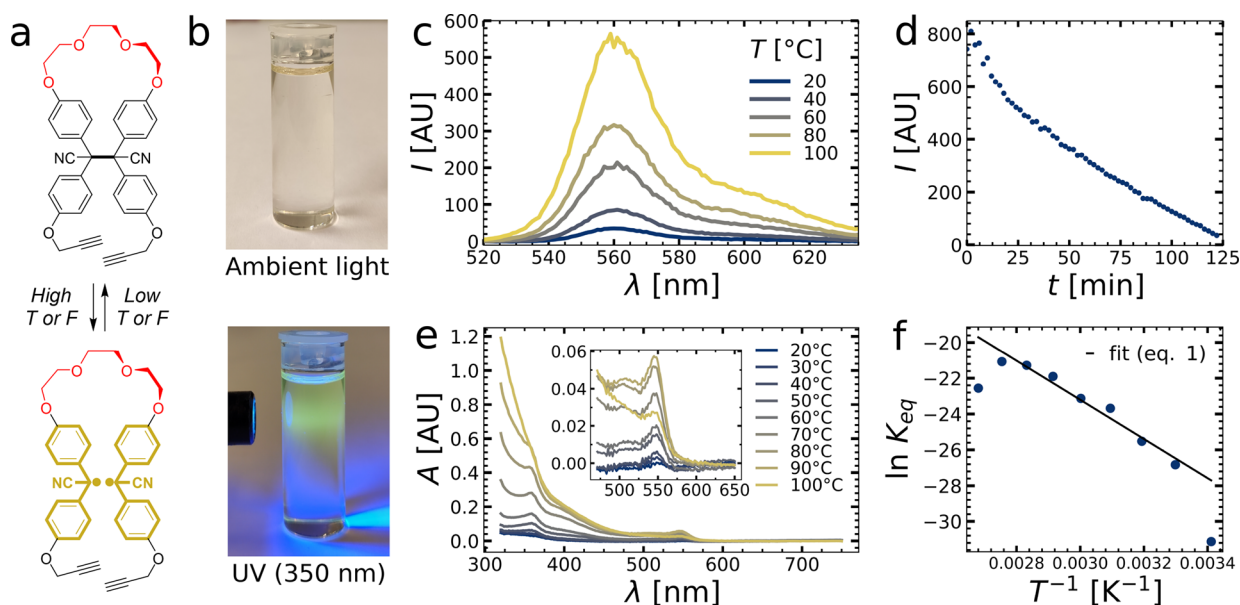 a
O
O
O
O
NC
CN
O
O
High
T or F
Low
T or F
O
O
O
O
NC
CN
O
O
b
Ambient light
UV (350 nm)
c
I [AU]
600
500
400
300
200
100
0
520
540
560
580
600
620
λ [nm]
T [°C]
20
40
60
80
100
d
I [AU]
800
600
400
200
0
0
25
50
75
100
125
t [min]
e
A [AU]
1.2
1.0
0.8
0.6
0.4
0.2
0.0
300
400
500
600
700
λ [nm]
0.06
0.04
0.02
0.00
500
550
600
650
20°C
30°C
40°C
50°C
60°C
70°C
80°C
90°C
100°C
f
ln Keq
−20
−22
−24
−26
−28
−30
−31
0.0028
0.0030
0.0032
0.0034
T⁻¹ [K⁻¹]
− fit (eq. 1)